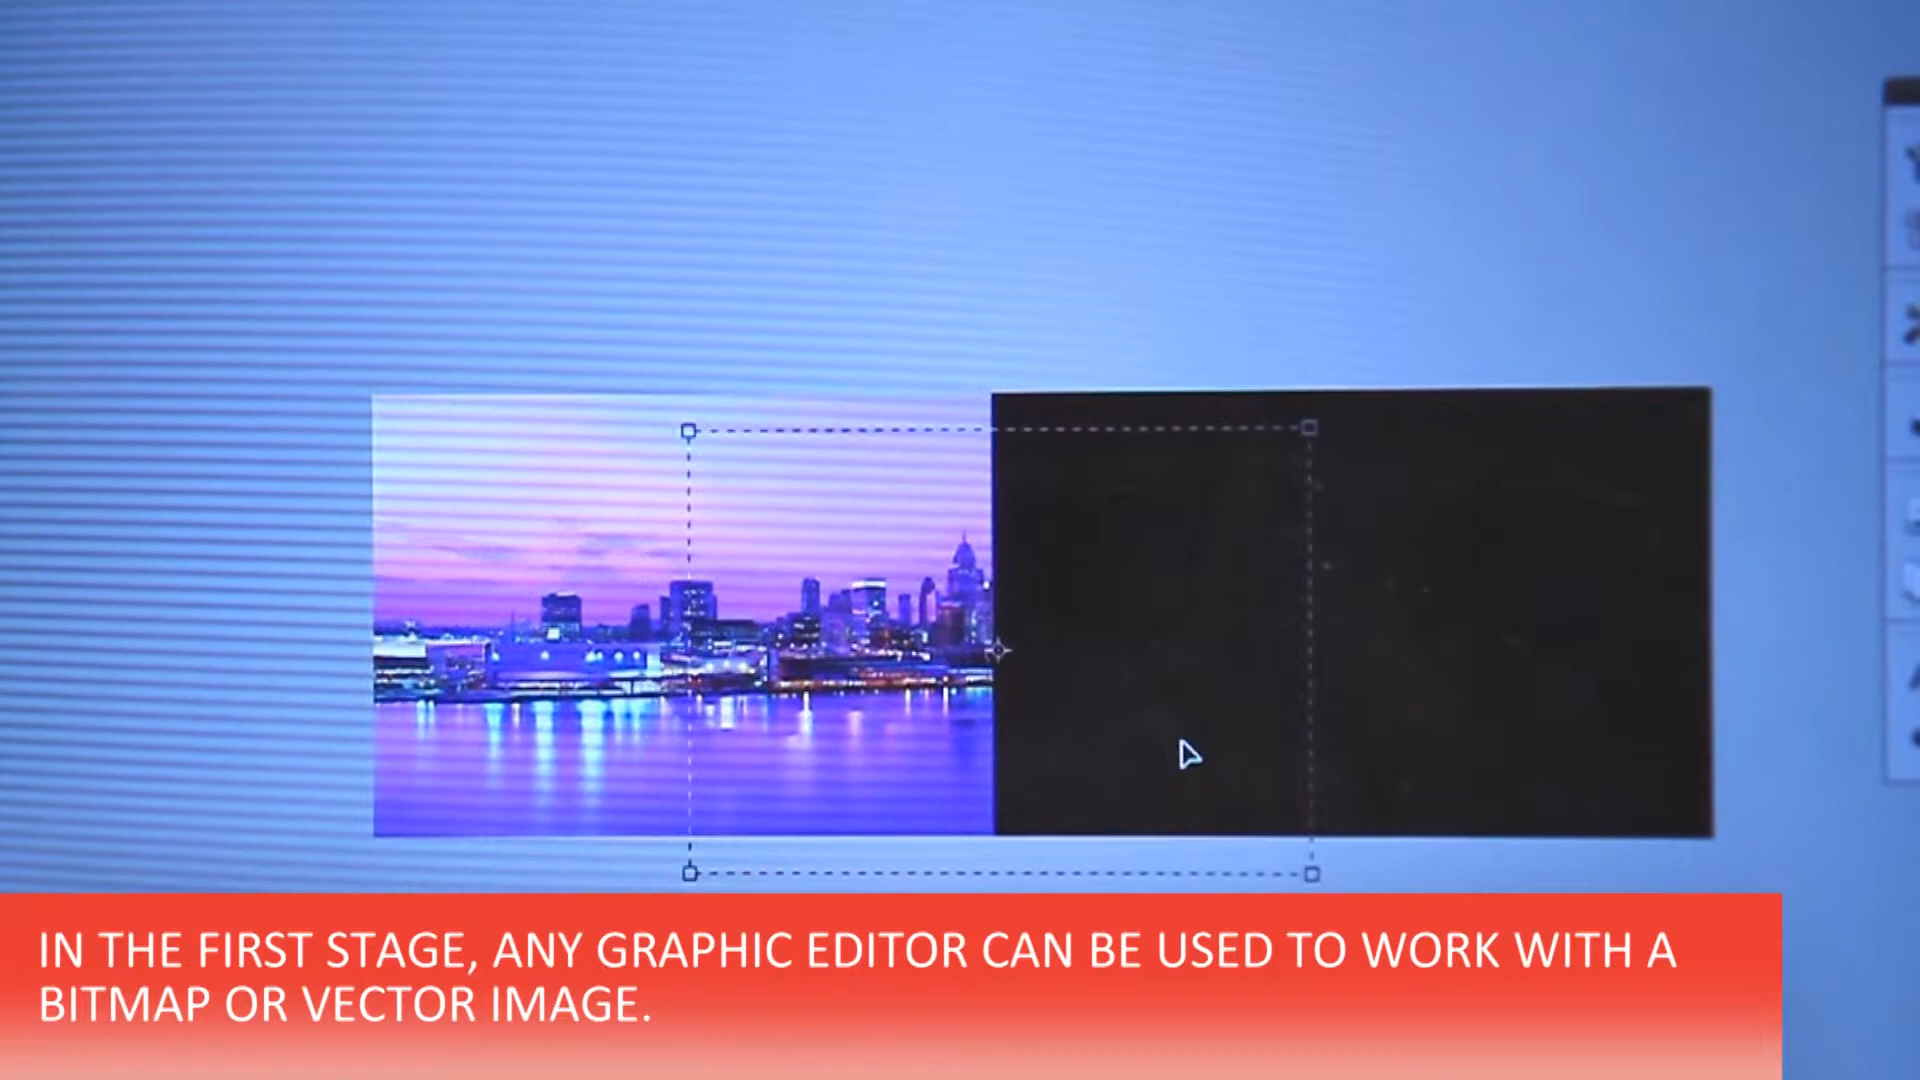 IN THE FIRST STAGE, ANY GRAPHIC EDITOR CAN BE USED TO WORK WITH A
BITMAP OR VECTOR IMAGE.